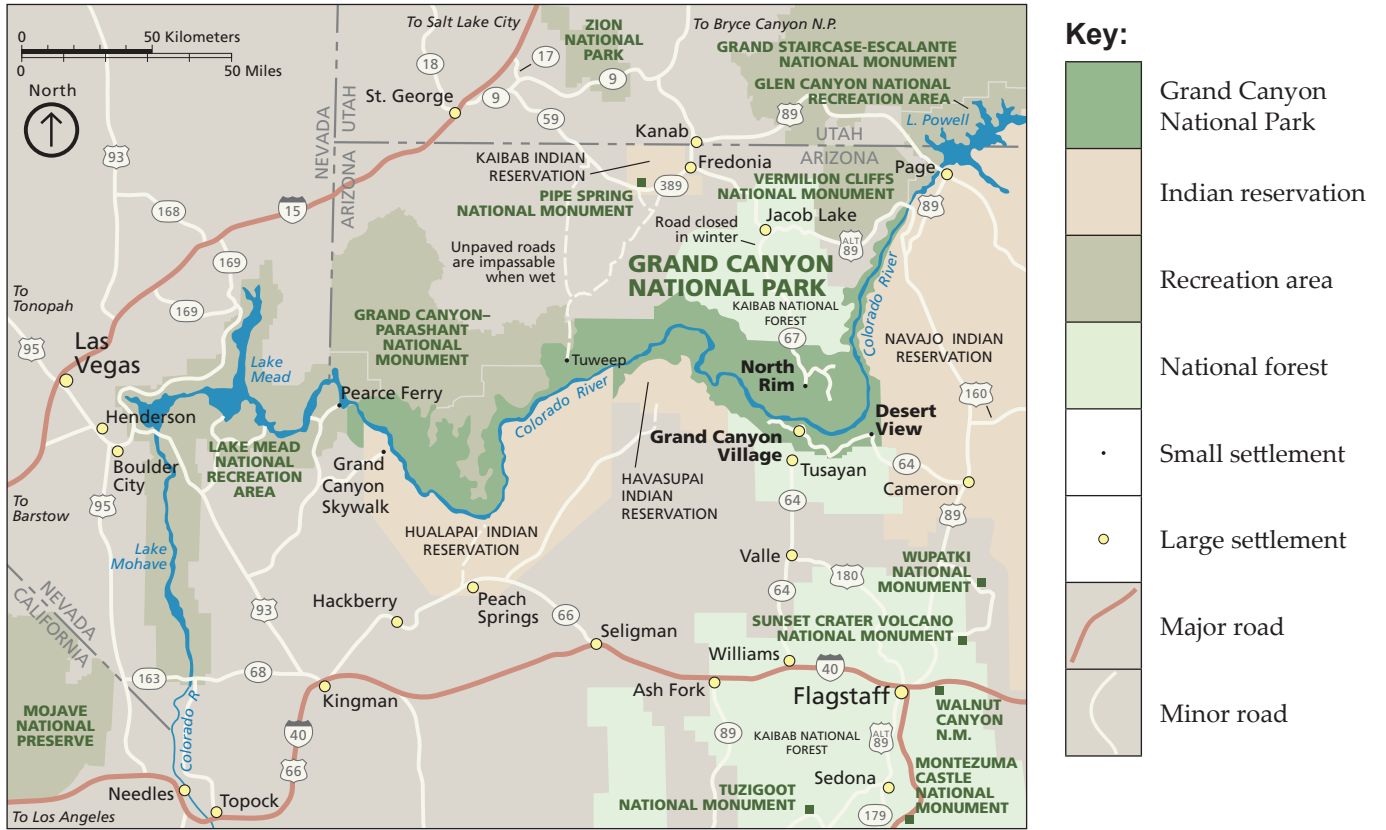 0 50 Kilometers
0 50 Miles
North
To Salt Lake City
To Bryce Canyon N.P.
ZION
NATIONAL
PARK
GRAND STAIRCASE-ESCALANTE
NATIONAL MONUMENT
GLEN CANYON NATIONAL
RECREATION AREA
L. Powell
17
18
9
9
St. George
59
89
NEVADA
UTAH
Kanab
UTAH
ARIZONA
93
KAIBAB INDIAN
RESERVATION
Fredonia
Page
NEVADA
ARIZONA
389
PIPE SPRING
NATIONAL MONUMENT
VERMILION CLIFFS
NATIONAL MONUMENT
89
168
15
Jacob Lake
Road closed
in winter
ALT
89
Unpaved roads
are impassable
when wet
169
GRAND CANYON
NATIONAL PARK
To
Tonopah
169
KAIBAB NATIONAL
FOREST
Colorado River
GRAND CANYON–
PARASHANT
NATIONAL
MONUMENT
67
NAVAJO INDIAN
RESERVATION
95
Las
Vegas
Lake
Mead
Tuweep
North
Rim
Pearce Ferry
Colorado River
160
Henderson
Desert
View
Grand Canyon
Village
LAKE MEAD
NATIONAL
RECREATION
AREA
Boulder
City
Grand
Canyon
Skywalk
Tusayan
64
HAVASUPAI
INDIAN
RESERVATION
Cameron
To
Barstow
95
64
89
HUALAPAI INDIAN
RESERVATION
Lake
Mohave
Valle
WUPATKI
NATIONAL
MONUMENT
180
NEVADA
CALIFORNIA
93
Hackberry
Peach
Springs
64
66
SUNSET CRATER VOLCANO
NATIONAL MONUMENT
Seligman
Williams
40
163
68
Ash Fork
Flagstaff
Kingman
MOJAVE
NATIONAL
PRESERVE
Colorado R
WALNUT
CANYON
N.M.
40
89
KAIBAB NATIONAL
FOREST
ALT
89
66
MONTEZUMA
CASTLE
NATIONAL
MONUMENT
Sedona
Needles
Topock
TUZIGOOT
NATIONAL MONUMENT
179
To Los Angeles
Key:
Grand Canyon
National Park
Indian reservation
Recreation area
National forest
Small settlement
Large settlement
Major road
Minor road